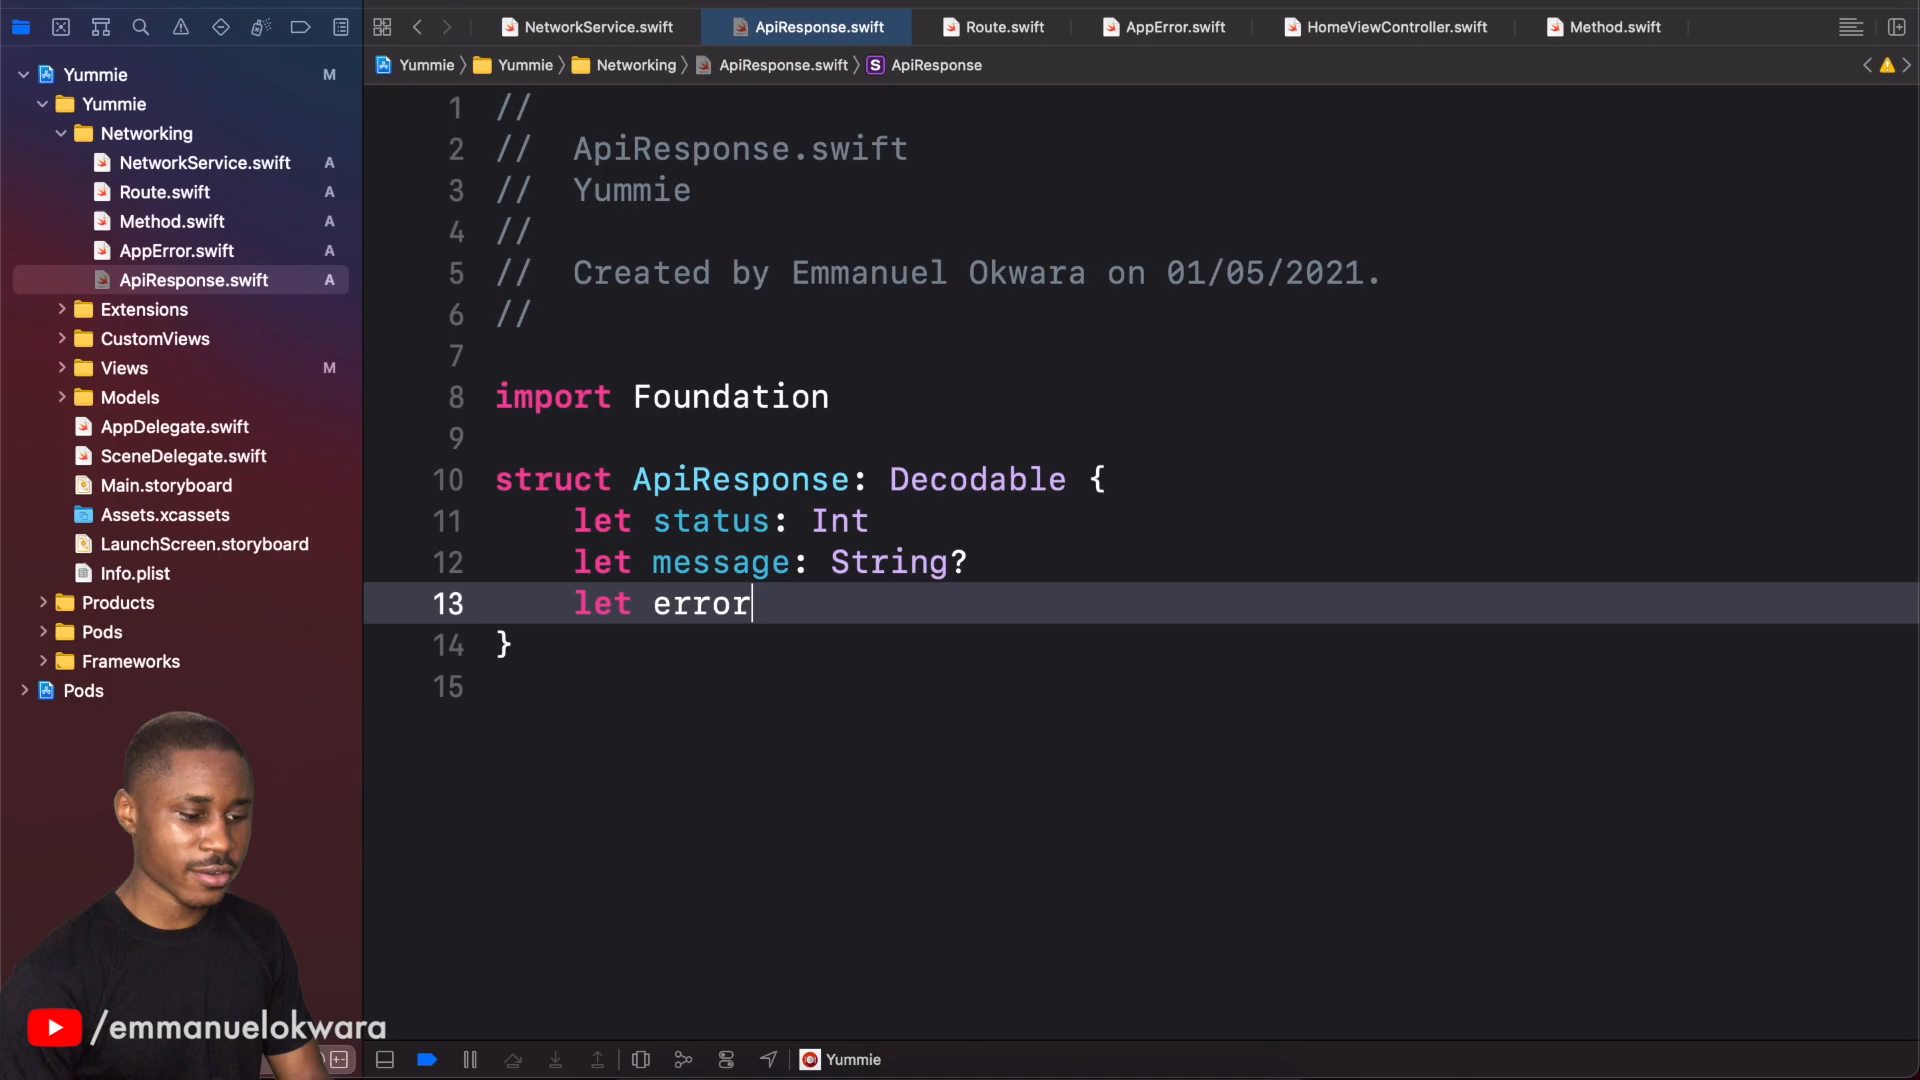 NetworkService.swift ApiResponse.swift Route.swift AppError.swift HomeViewController.swift Method.swift
Yummie Yummie Networking ApiResponse.swift S ApiResponse
Yummie M
Yummie
Networking
NetworkService.swift A
Route.swift A
Method.swift A
AppError.swift A
ApiResponse.swift A
Extensions
CustomViews
Views M
Models
AppDelegate.swift
SceneDelegate.swift
Main.storyboard
Assets.xcassets
LaunchScreen.storyboard
Info.plist
Products
Pods
Frameworks
Pods
1 //
2 // ApiResponse.swift
3 // Yummie
4 //
5 // Created by Emmanuel Okwara on 01/05/2021.
6 //
7
8 import Foundation
9
10 struct ApiResponse: Decodable {
11 let status: Int
12 let message: String?
13 let error
14 }
15
/emmanuelokwara
Yummie